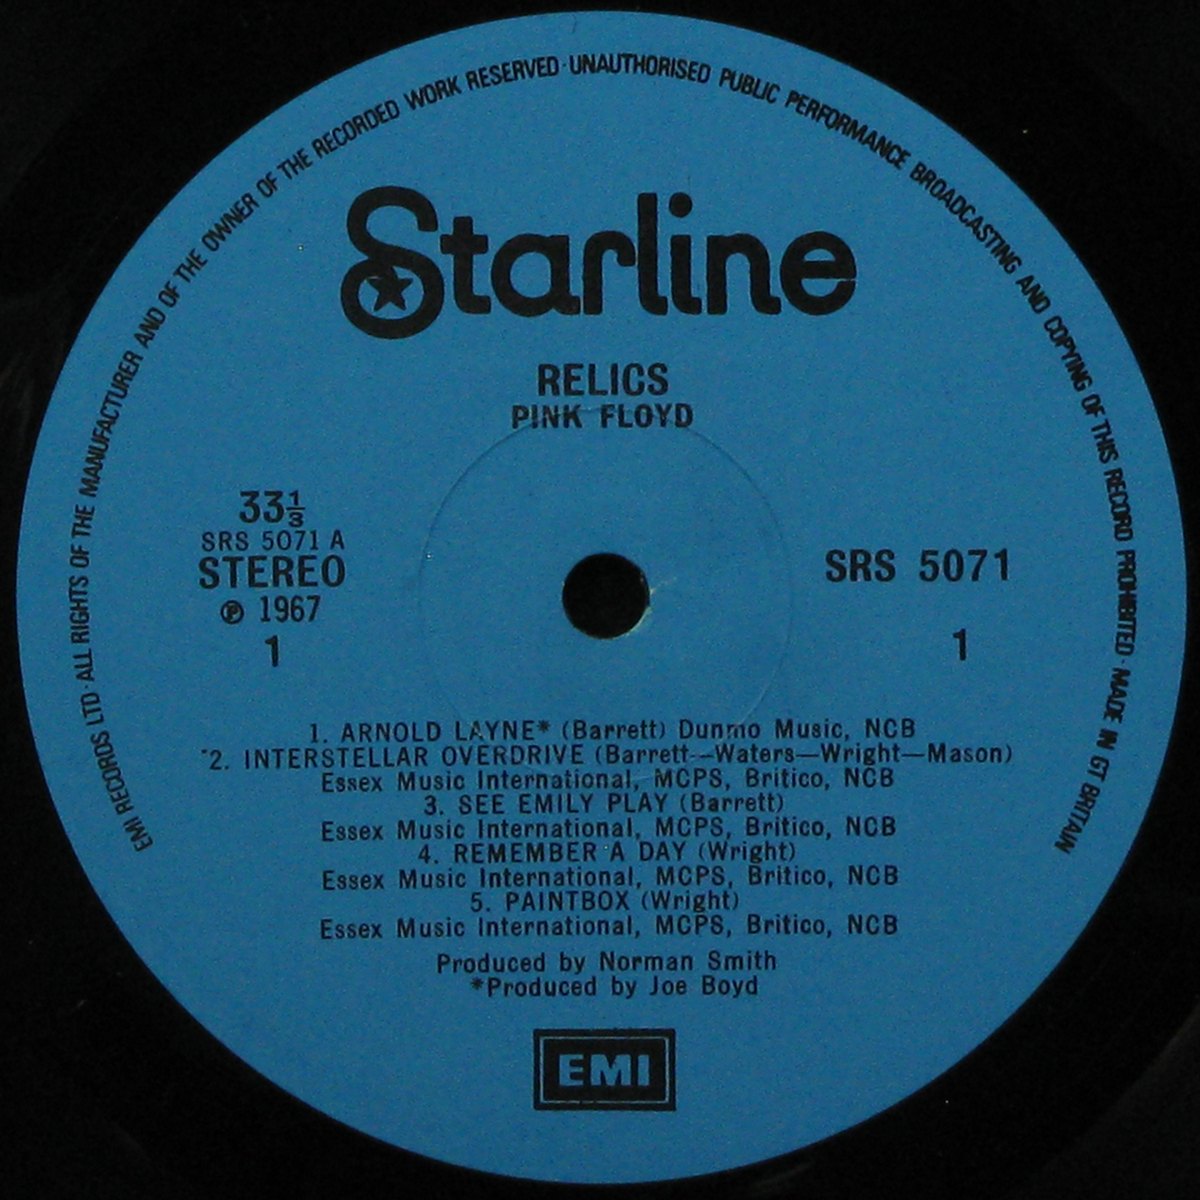 EMI RECORDS LTD · ALL RIGHTS OF THE MANUFACTURER AND OF THE OWNER OF THE RECORDED WORK RESERVED · UNAUTHORISED PUBLIC PERFORMANCE BROADCASTING AND COPYING OF THIS RECORD PROHIBITED · MADE IN GT BRITAIN
Starline
RELICS
PINK FLOYD
33⅓
SRS 5071 A
STEREO
℗ 1967
1
SRS 5071
1
1. ARNOLD LAYNE* (Barrett) Dunmo Music, NCB
2. INTERSTELLAR OVERDRIVE (Barrett—Waters—Wright—Mason)
Essex Music International, MCPS, Britico, NCB
3. SEE EMILY PLAY (Barrett)
Essex Music International, MCPS, Britico, NCB
4. REMEMBER A DAY (Wright)
Essex Music International, MCPS, Britico, NCB
5. PAINTBOX (Wright)
Essex Music International, MCPS, Britico, NCB
Produced by Norman Smith
*Produced by Joe Boyd
EMI